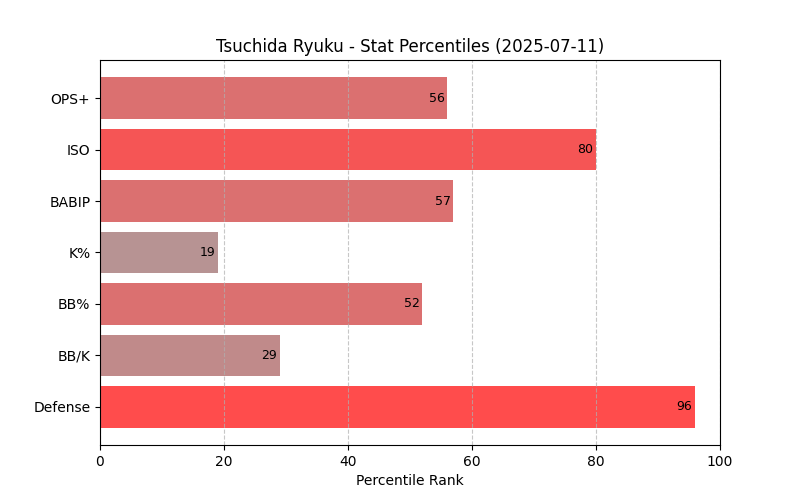 Tsuchida Ryuku - Stat Percentiles (2025-07-11)
OPS+ 56
ISO 80
BABIP 57
K% 19
BB% 52
BB/K 29
Defense 96
0 20 40 60 80 100
Percentile Rank